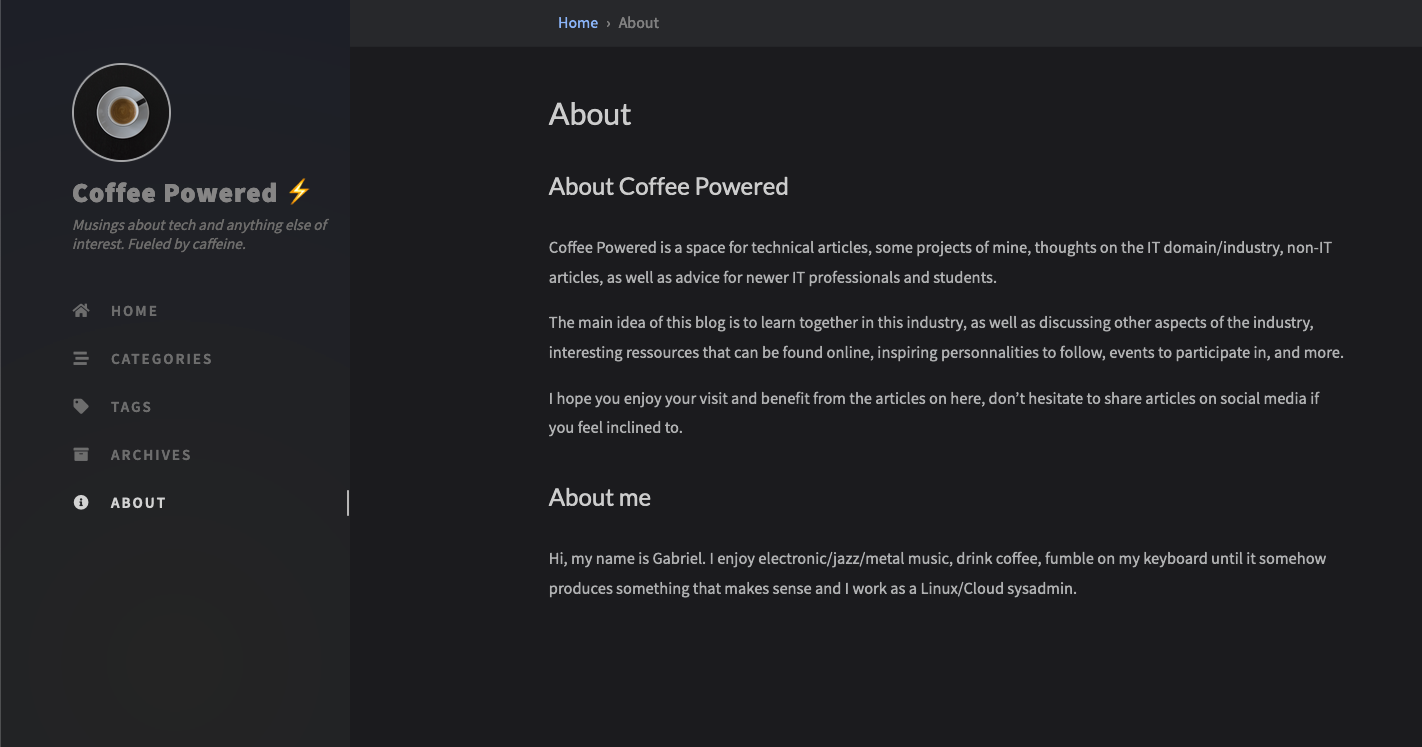 Home › About
Coffee Powered ⚡
Musings about tech and anything else of
interest. Fueled by caffeine.
HOME
CATEGORIES
TAGS
ARCHIVES
ABOUT
About
About Coffee Powered
Coffee Powered is a space for technical articles, some projects of mine, thoughts on the IT domain/industry, non-IT
articles, as well as advice for newer IT professionals and students.
The main idea of this blog is to learn together in this industry, as well as discussing other aspects of the industry,
interesting ressources that can be found online, inspiring personnalities to follow, events to participate in, and more.
I hope you enjoy your visit and benefit from the articles on here, don’t hesitate to share articles on social media if
you feel inclined to.
About me
Hi, my name is Gabriel. I enjoy electronic/jazz/metal music, drink coffee, fumble on my keyboard until it somehow
produces something that makes sense and I work as a Linux/Cloud sysadmin.